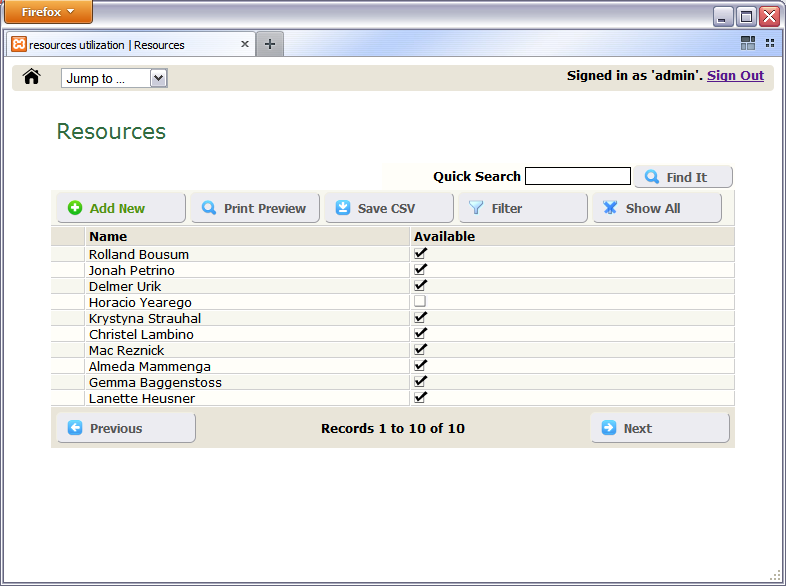 Firefox
resources utilization | Resources
Jump to ...
Signed in as 'admin'. Sign Out
Resources
Quick Search Find It
Add New Print Preview Save CSV Filter Show All
Name Available
Rolland Bousum
Jonah Petrino
Delmer Urik
Horacio Yearego
Krystyna Strauhal
Christel Lambino
Mac Reznick
Almeda Mammenga
Gemma Baggenstoss
Lanette Heusner
Previous Records 1 to 10 of 10 Next